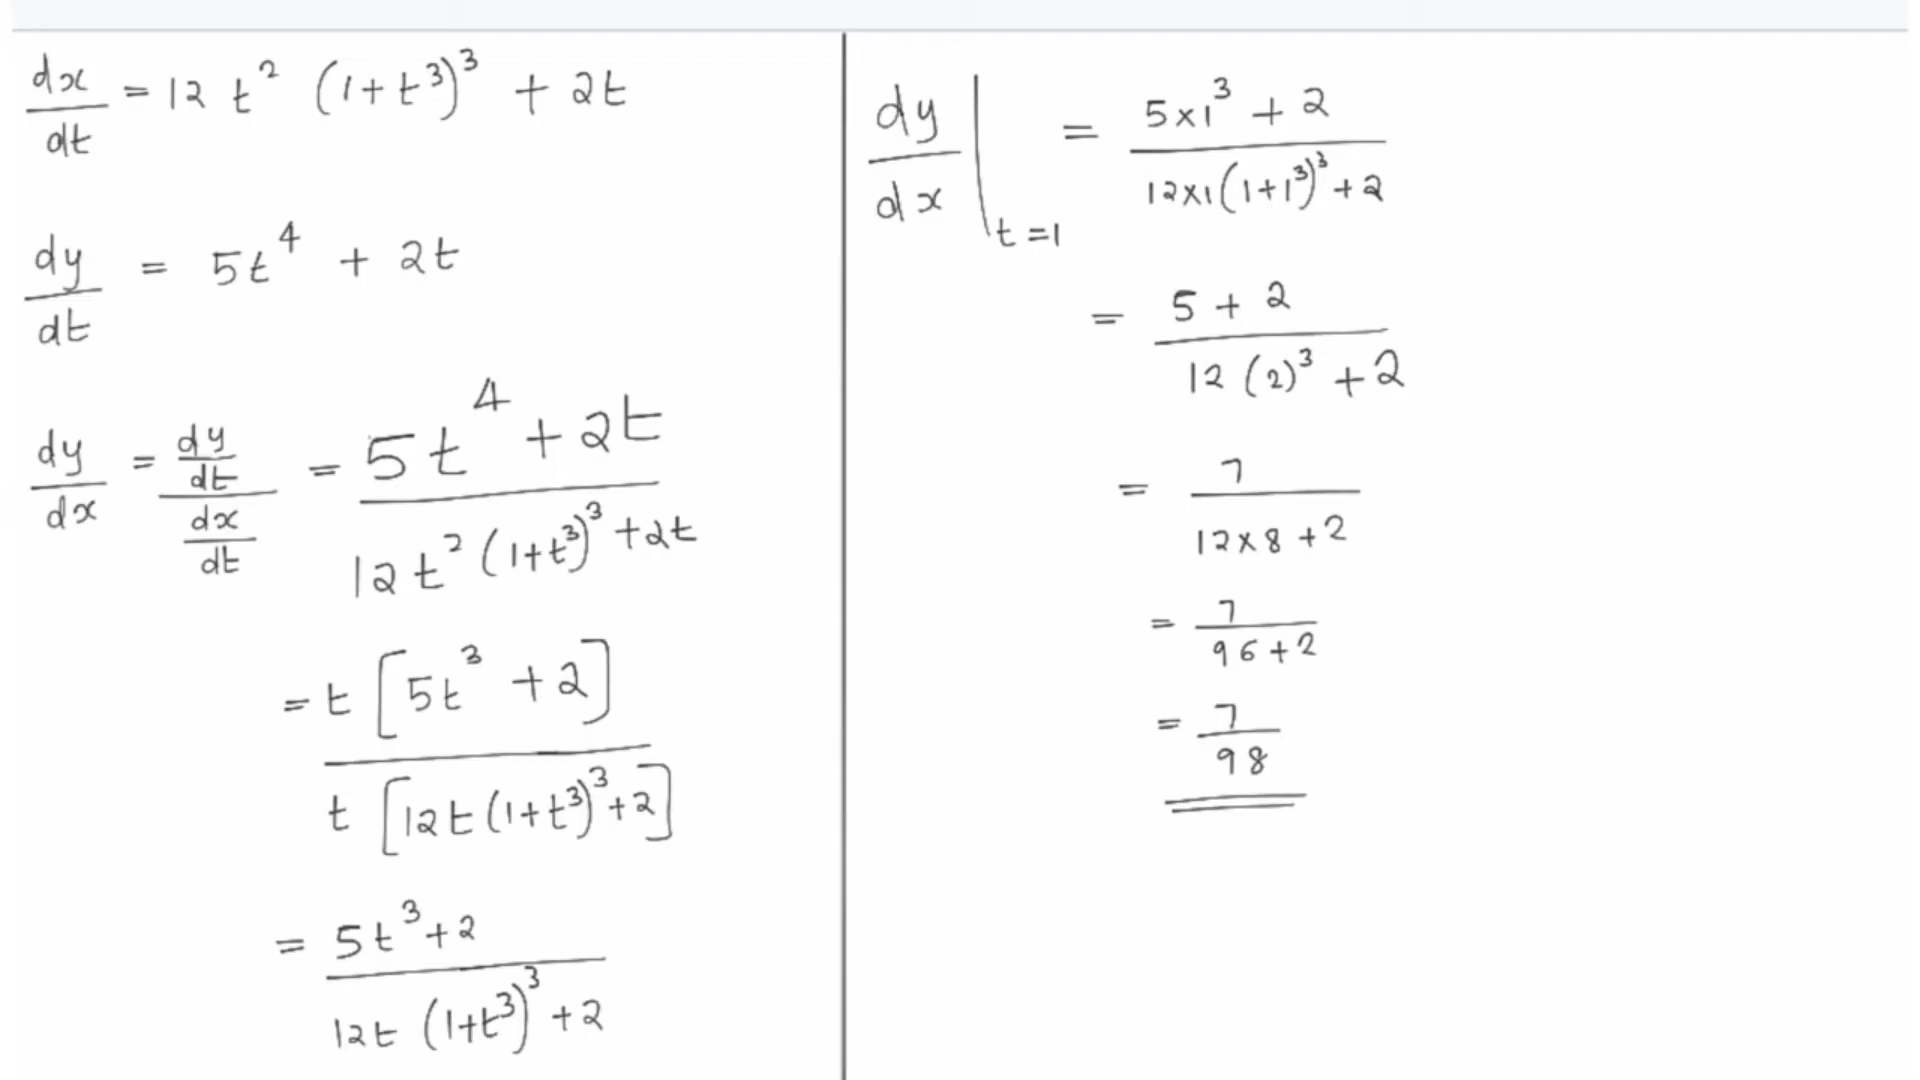 dx/dt = 12 t² (1+t³)³ + 2t
dy/dt = 5t⁴ + 2t
dy/dx = (dy/dt)/(dx/dt) = (5t⁴+2t)/(12t²(1+t³)³+2t)
= t[5t³+2]/t[12t(1+t³)³+2]
= (5t³+2)/(12t(1+t³)³+2)
dy/dx|t=1 = (5×1³+2)/(12×1(1+1³)³+2)
= (5+2)/(12(2)³+2)
= 7/(12×8+2)
= 7/(96+2)
= 7/98